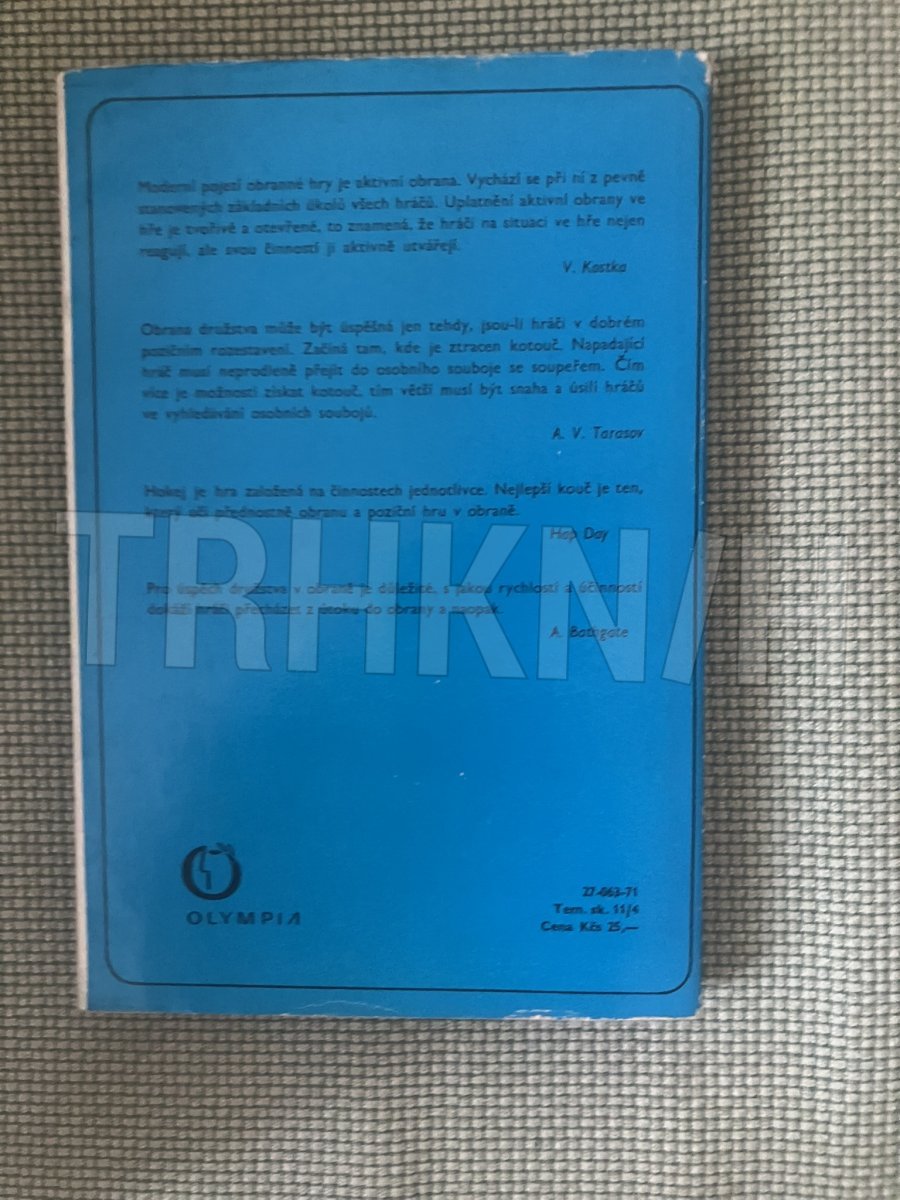 Moderní pojetí obranné hry je aktivní obrana. Vychází se při ní z pevně
stanovených základních úkolů všech hráčů. Uplatnění aktivní obrany ve
hře je tvořivé a otevřené, to znamená, že hráči na situaci ve hře nejen
reagují, ale svou činností ji aktivně utvářejí.
V. Kostka
Obrana družstva může být úspěšná jen tehdy, jsou-li hráči v dobrém
pozičním rozestavení. Začíná tam, kde je ztracen kotouč. Napadající
hráč musí neprodleně přejít do osobního souboje se soupeřem. Čím
více je možností získat kotouč, tím větší musí být snaha a úsilí hráčů
ve vyhledávání osobních soubojů.
A. V. Tarasov
Hokej je hra založená na činnostech jednotlivce. Nejlepší kouč je ten,
který učí přednostně obranu a poziční hru v obraně.
Hap Day
Pro úspěch družstva v obraně je důležité, s jakou rychlostí a účinností
dokáží hráči přecházet z útoku do obrany a naopak.
A. Bathgate
TRHKN
OLYMPIA
27-063-71
Tem. sk. 11/4
Cena Kčs 25,—